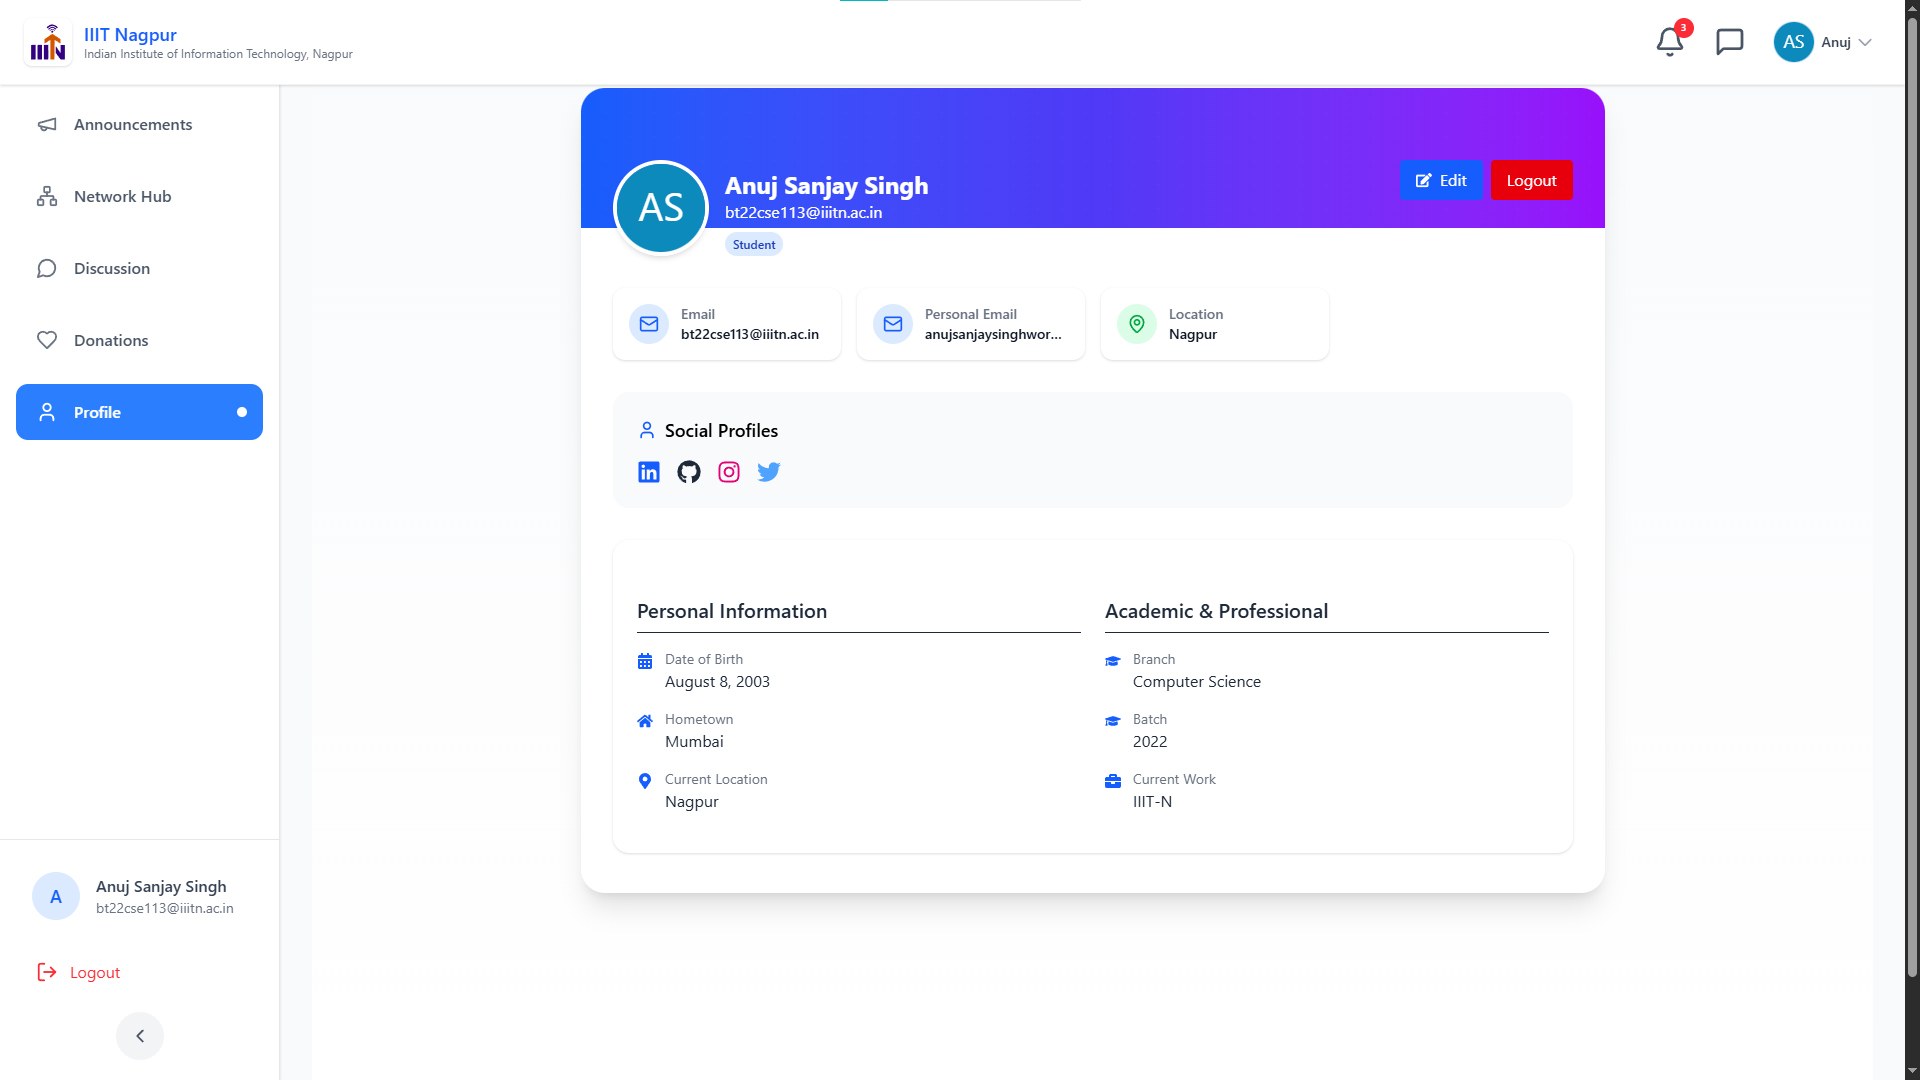 IIIT Nagpur
Indian Institute of Information Technology, Nagpur
3
AS
Anuj
Announcements
Network Hub
Discussion
Donations
Profile
Anuj Sanjay Singh
bt22cse113@iiitn.ac.in
Logout
A
AS
Anuj Sanjay Singh
bt22cse113@iiitn.ac.in
Student
Edit
Logout
Email
bt22cse113@iiitn.ac.in
Personal Email
anujsanjaysinghwor...
Location
Nagpur
Social Profiles
Personal Information
Date of Birth
August 8, 2003
Hometown
Mumbai
Current Location
Nagpur
Academic & Professional
Branch
Computer Science
Batch
2022
Current Work
IIIT-N